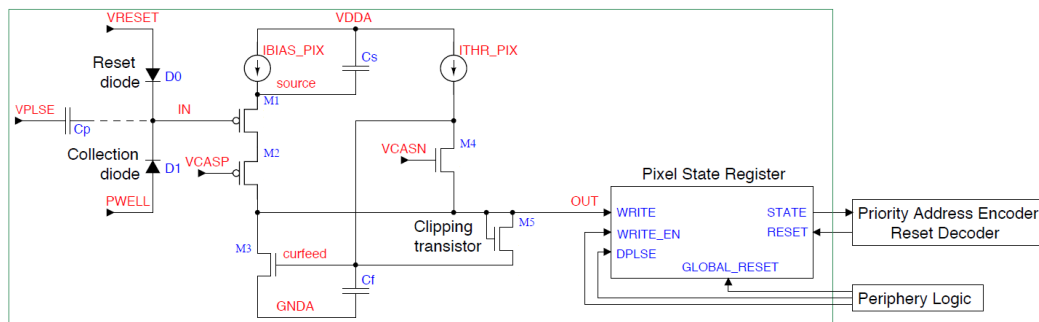 VRESET
VDDA
IBIAS_PIX
ITHR_PIX
Reset
diode
D0
Cs
source
M1
VPLSE
Cp
IN
M2
M4
VCASN
VCASP
Collection
diode
D1
PWELL
Pixel State Register
OUT
WRITE
STATE
WRITE_EN
RESET
DPLSE
GLOBAL_RESET
Priority Address Encoder
Reset Decoder
Clipping
transistor
M5
M3
curfeed
Cf
GNDA
Periphery Logic